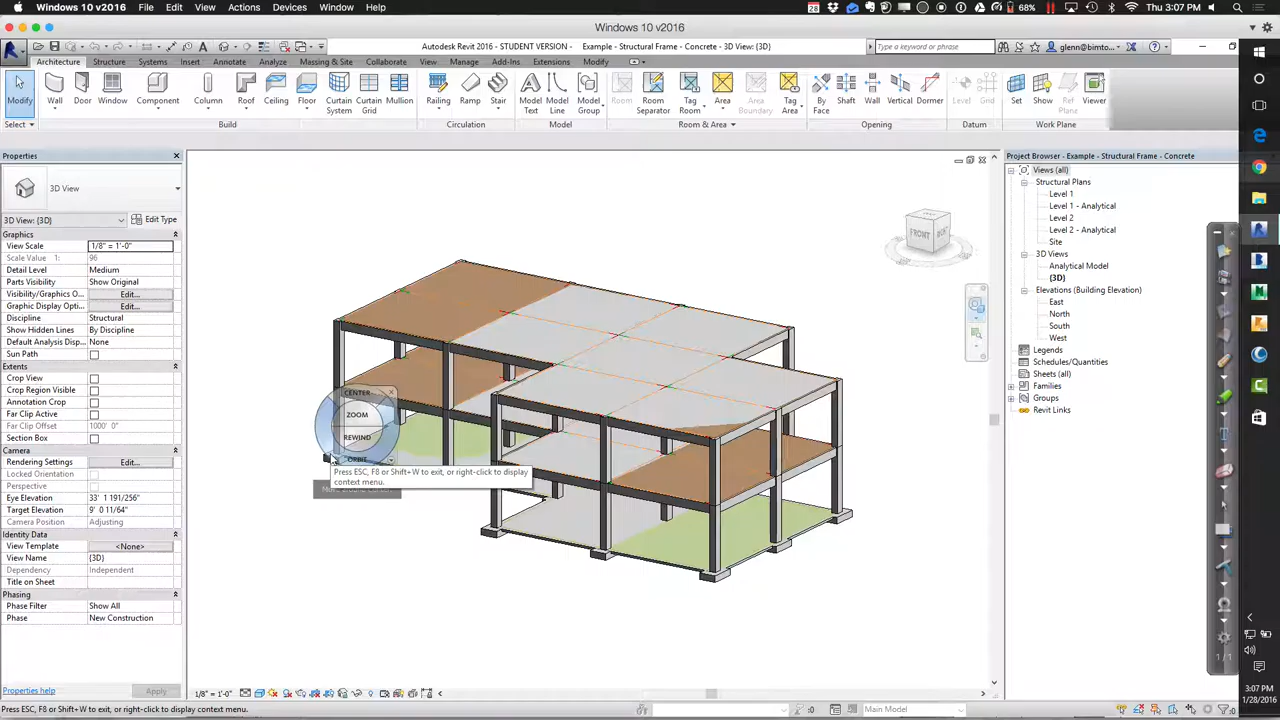 Window Help Devices Actions View Edit File Windows 10 v2016 28 68% Thu 3:07 PM
Windows 10 v2016
Autodesk Revit 2016 - STUDENT VERSION - Example - Structural Frame - Concrete - 3D View: {3D} Type a keyword or phrase glenn@bimto...
Architecture Structure Systems Insert Annotate Analyze Massing & Site Collaborate View Manage Add-Ins Extensions Modify
Modify Wall Door Window Component Column Roof Ceiling Floor Curtain System Curtain Grid Mullion Railing Ramp Stair Model Text Model Line Model Group Room Room Separator Tag Room Area Area Boundary Tag Area By Face Shaft Wall Vertical Dormer Level Grid Set Show Ref Plane Viewer
Select Build Circulation Model Room & Area Opening Datum Work Plane
Properties
3D View
3D View: {3D} Edit Type
Graphics
View Scale 1/8" = 1'-0"
Scale Value 1: 96
Detail Level Medium
Parts Visibility Show Original
Visibility/Graphics O... Edit...
Graphic Display Opti... Edit...
Discipline Structural
Show Hidden Lines By Discipline
Default Analysis Disp... None
Sun Path
Extents
Crop View
Crop Region Visible
Annotation Crop
Far Clip Active
Far Clip Offset 1000' 0"
Section Box
Camera
Rendering Settings Edit...
Locked Orientation
Perspective
Eye Elevation 33' 1 191/256"
Target Elevation 9' 0 11/64"
Camera Position Adjusting
Identity Data
View Template <None>
View Name {3D}
Dependency Independent
Title on Sheet
Phasing
Phase Filter Show All
Phase New Construction
Properties help Apply
FRONT
CENTER
ZOOM
REWIND
ORBIT
Press ESC, F8 or Shift+W to exit, or right-click to display
context menu.
Project Browser - Example - Structural Frame - Concrete
Views (all)
Structural Plans
Level 1
Level 1 - Analytical
Level 2
Level 2 - Analytical
Site
3D Views
Analytical Model
{3D}
Elevations (Building Elevation)
East
North
South
West
Legends
Schedules/Quantities
Sheets (all)
Families
Groups
Revit Links
1/1
1/8" = 1'-0"
Press ESC, F8 or Shift+W to exit, or right-click to display context menu. :0 Main Model :0
3:07 PM
1/28/2016